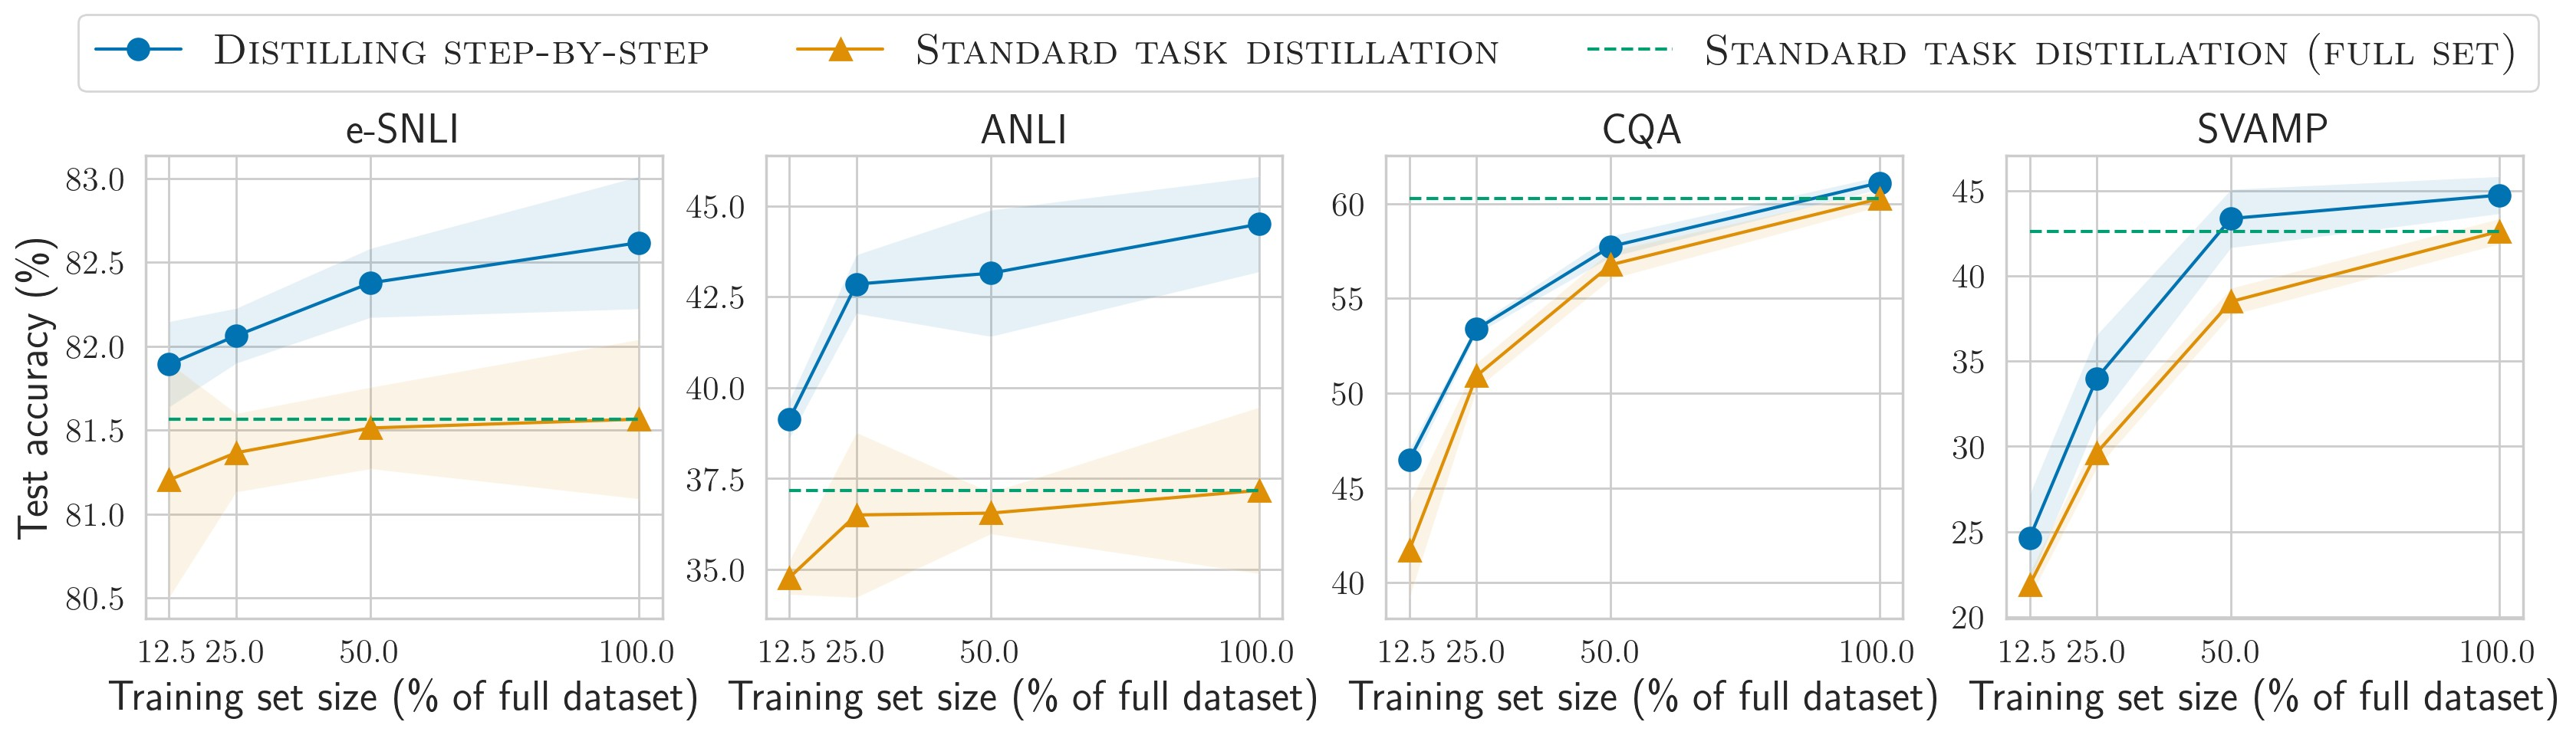 DISTILLING STEP-BY-STEP STANDARD TASK DISTILLATION STANDARD TASK DISTILLATION (FULL SET)
e-SNLI ANLI CQA SVAMP
Test accuracy (%)
83.0
82.5
82.0
81.5
81.0
80.5
12.5 25.0 50.0 100.0
Training set size (% of full dataset)
45.0
42.5
40.0
37.5
35.0
12.5 25.0 50.0 100.0
Training set size (% of full dataset)
60
55
50
45
40
12.5 25.0 50.0 100.0
Training set size (% of full dataset)
45
40
35
30
25
20
12.5 25.0 50.0 100.0
Training set size (% of full dataset)